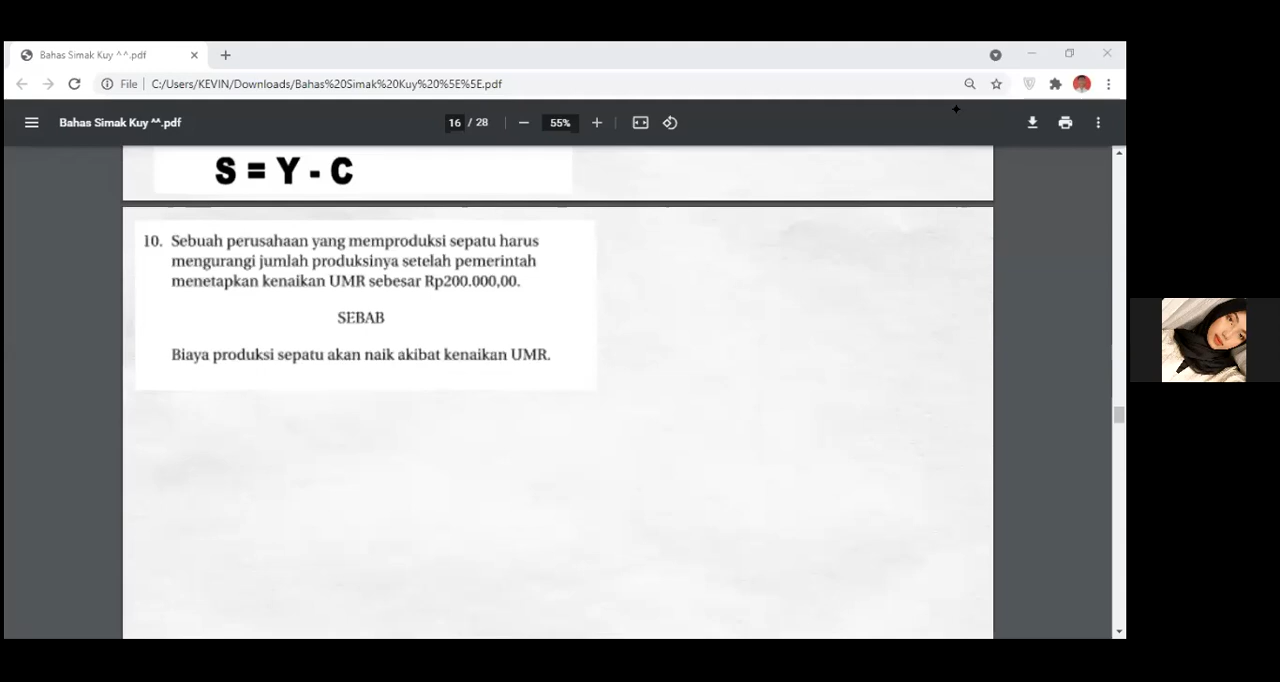 Bahas Simak Kuy ^^.pdf
File
C:/Users/KEVIN/Downloads/Bahas%20Simak%20Kuy%20%5E%5E.pdf
Bahas Simak Kuy ^^.pdf
16 / 28
55%
S = Y - C
10. Sebuah perusahaan yang memproduksi sepatu harus
mengurangi jumlah produksinya setelah pemerintah
menetapkan kenaikan UMR sebesar Rp200.000,00.
SEBAB
Biaya produksi sepatu akan naik akibat kenaikan UMR.